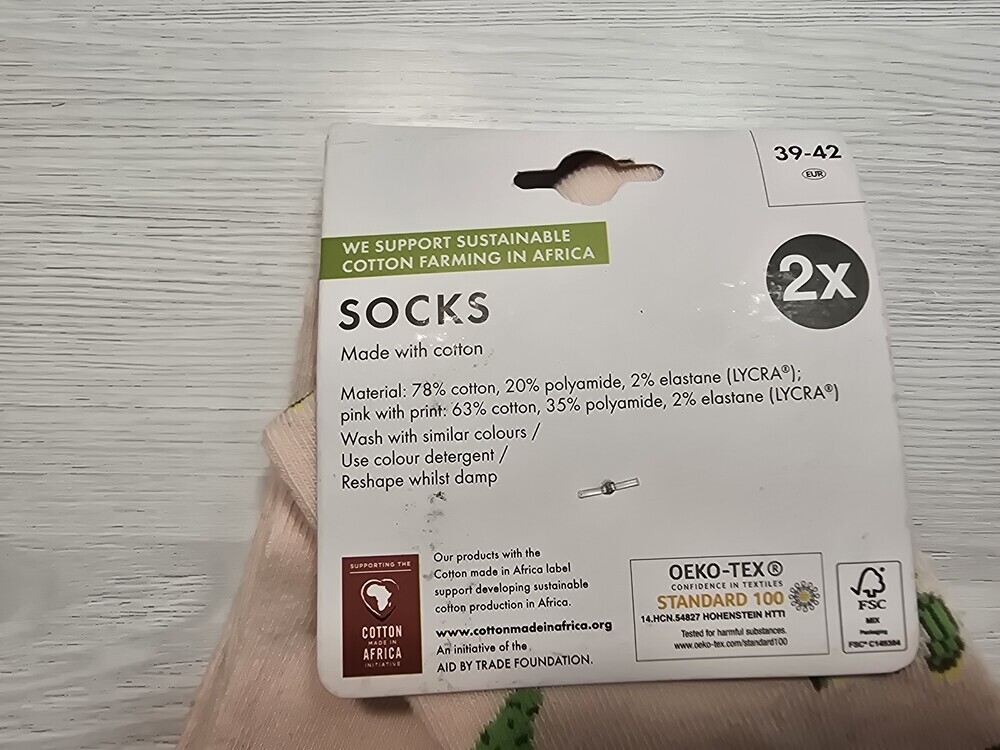 39-42
EUR
WE SUPPORT SUSTAINABLE
COTTON FARMING IN AFRICA
2x
SOCKS
Made with cotton
Material: 78% cotton, 20% polyamide, 2% elastane (LYCRA®);
pink with print: 63% cotton, 35% polyamide, 2% elastane (LYCRA®)
Wash with similar colours /
Use colour detergent /
Reshape whilst damp
SUPPORTING THE
COTTON
MADE IN
AFRICA
INITIATIVE
Our products with the
Cotton made in Africa label
support developing sustainable
cotton production in Africa.
www.cottonmadeinafrica.org
An initiative of the
AID BY TRADE FOUNDATION.
OEKO-TEX®
CONFIDENCE IN TEXTILES
STANDARD 100
14.HCN.54827 HOHENSTEIN HTTI
Tested for harmful substances.
www.oeko-tex.com/standard100
FSC
MIX
Packaging
FSC® C148384